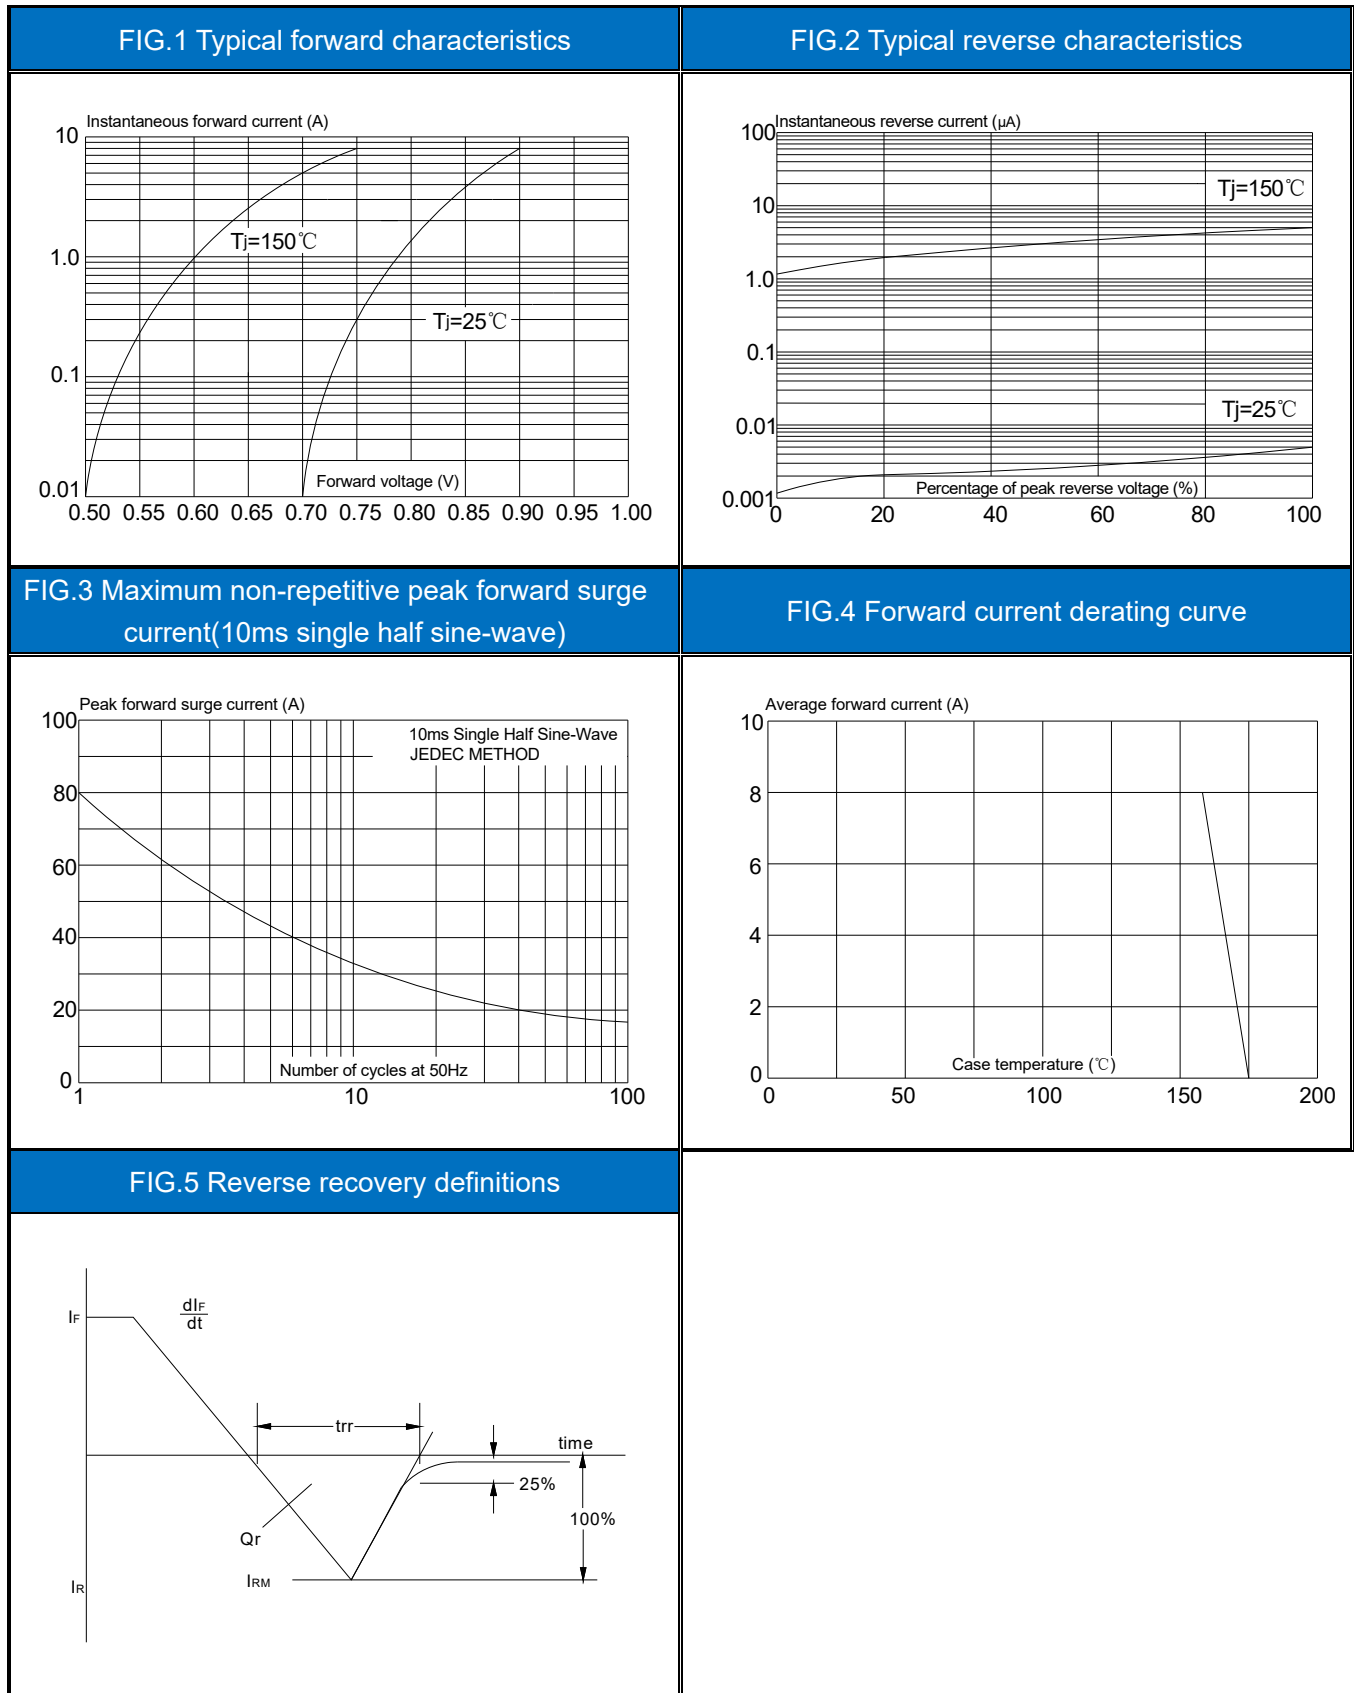 FIG.1 Typical forward characteristics
Instantaneous forward current (A)
10
1.0
0.1
0.01
Tj=150℃
Tj=25℃
Forward voltage (V)
0.50 0.55 0.60 0.65 0.70 0.75 0.80 0.85 0.90 0.95 1.00
FIG.2 Typical reverse characteristics
Instantaneous reverse current (μA)
100
10
1.0
0.1
0.01
0.001
Tj=150℃
Tj=25℃
Percentage of peak reverse voltage (%)
0 20 40 60 80 100
FIG.3 Maximum non-repetitive peak forward surge
current(10ms single half sine-wave)
Peak forward surge current (A)
100
80
60
40
20
0
10ms Single Half Sine-Wave
JEDEC METHOD
Number of cycles at 50Hz
1 10 100
FIG.4 Forward current derating curve
Average forward current (A)
10
8
6
4
2
0
Case temperature (℃)
0 50 100 150 200
FIG.5 Reverse recovery definitions
IF
dIF
dt
trr
time
25%
100%
Qr
IRM
IR